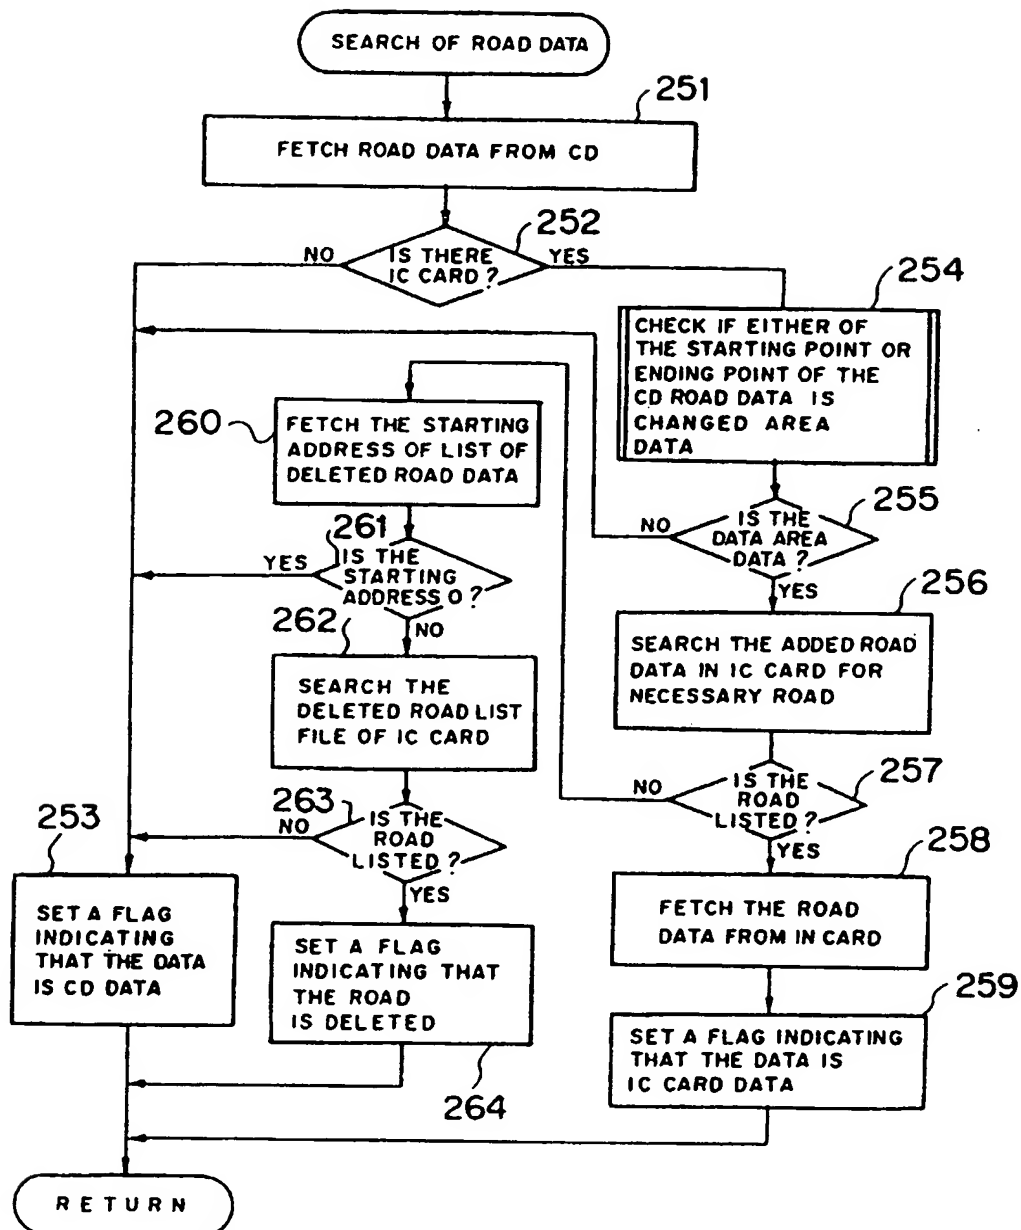 SEARCH OF ROAD DATA
251
FETCH ROAD DATA FROM CD
252
NO
IS THERE
IC CARD?
YES
254
CHECK IF EITHER OF
THE STARTING POINT OR
ENDING POINT OF THE
CD ROAD DATA IS
CHANGED AREA
DATA
260
FETCH THE STARTING
ADDRESS OF LIST OF
DELETED ROAD DATA
255
NO
IS THE
DATA AREA
DATA?
YES
261
YES
IS THE
STARTING
ADDRESS 0?
NO
256
SEARCH THE ADDED ROAD
DATA IN IC CARD FOR
NECESSARY ROAD
262
SEARCH THE
DELETED ROAD LIST
FILE OF IC CARD
257
NO
IS THE
ROAD
LISTED?
YES
263
NO
IS THE
ROAD
LISTED?
YES
253
SET A FLAG
INDICATING
THAT THE DATA
IS CD DATA
258
FETCH THE ROAD
DATA FROM IN CARD
SET A FLAG
INDICATING THAT
THE ROAD
IS DELETED
264
259
SET A FLAG INDICATING
THAT THE DATA IS
IC CARD DATA
RETURN